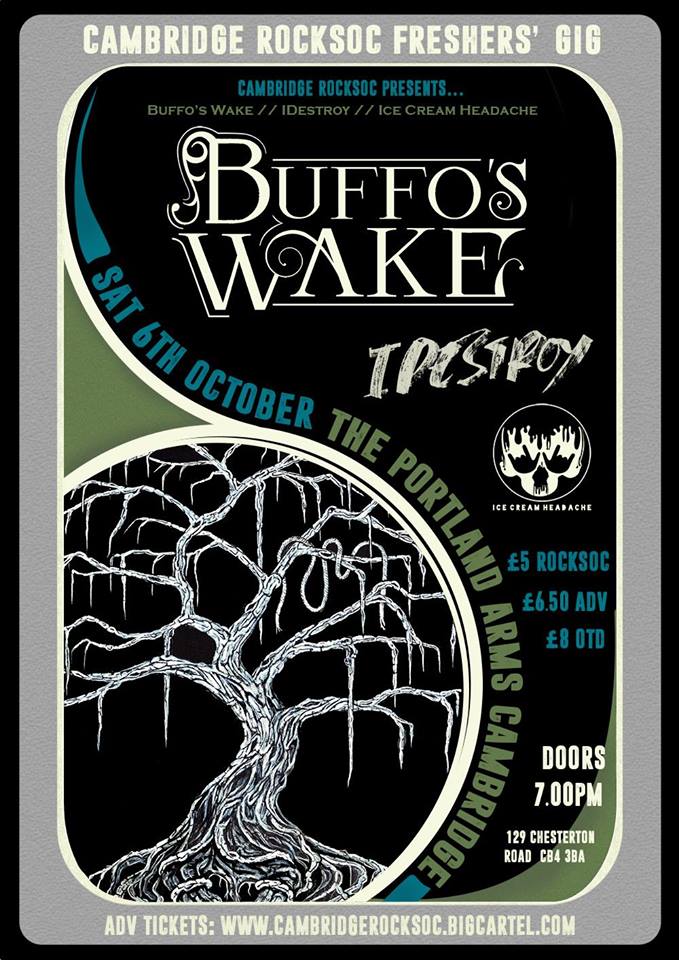 CAMBRIDGE ROCKSOC FRESHERS' GIG
CAMBRIDGE ROCKSOC PRESENTS...
BUFFO'S WAKE // IDESTROY // ICE CREAM HEADACHE
BUFFO'S
WAKE
IDESTROY
SAT 6TH OCTOBER THE PORTLAND ARMS CAMBRIDGE
ICE CREAM HEADACHE
£5 ROCKSOC
£6.50 ADV
£8 OTD
DOORS
7.00PM
129 CHESTERTON
ROAD CB4 3BA
ADV TICKETS: WWW.CAMBRIDGEROCKSOC.BIGCARTEL.COM